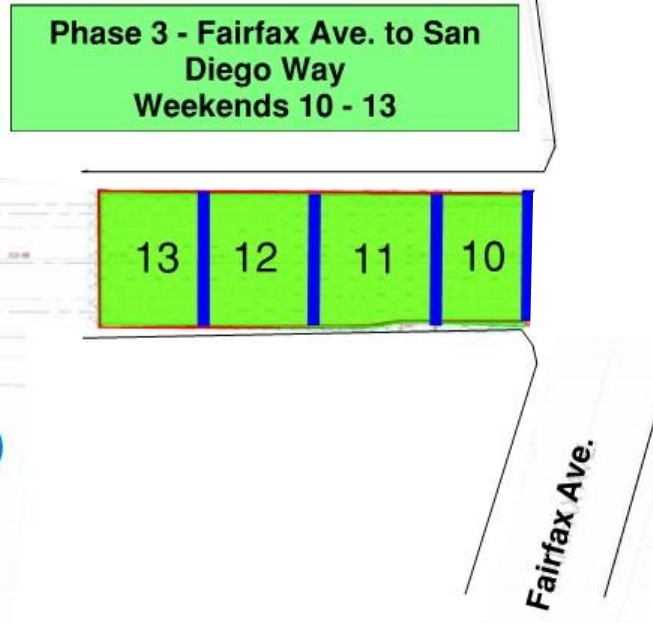 Phase 3 - Fairfax Ave. to San
Diego Way
Weekends 10 - 13
13
12
11
10
Fairfax Ave.